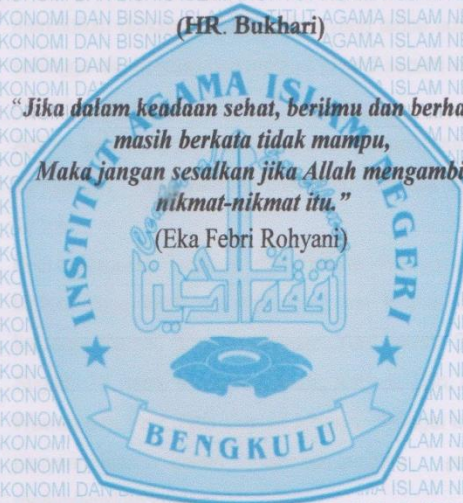 (HR. Bukhari)
“Jika dalam keadaan sehat, berilmu dan berha
masih berkata tidak mampu,
Maka jangan sesalkan jika Allah mengambi
nikmat-nikmat itu.”
(Eka Febri Rohyani)
INSTITUT AGAMA ISLAM NEGERI
BENGKULU